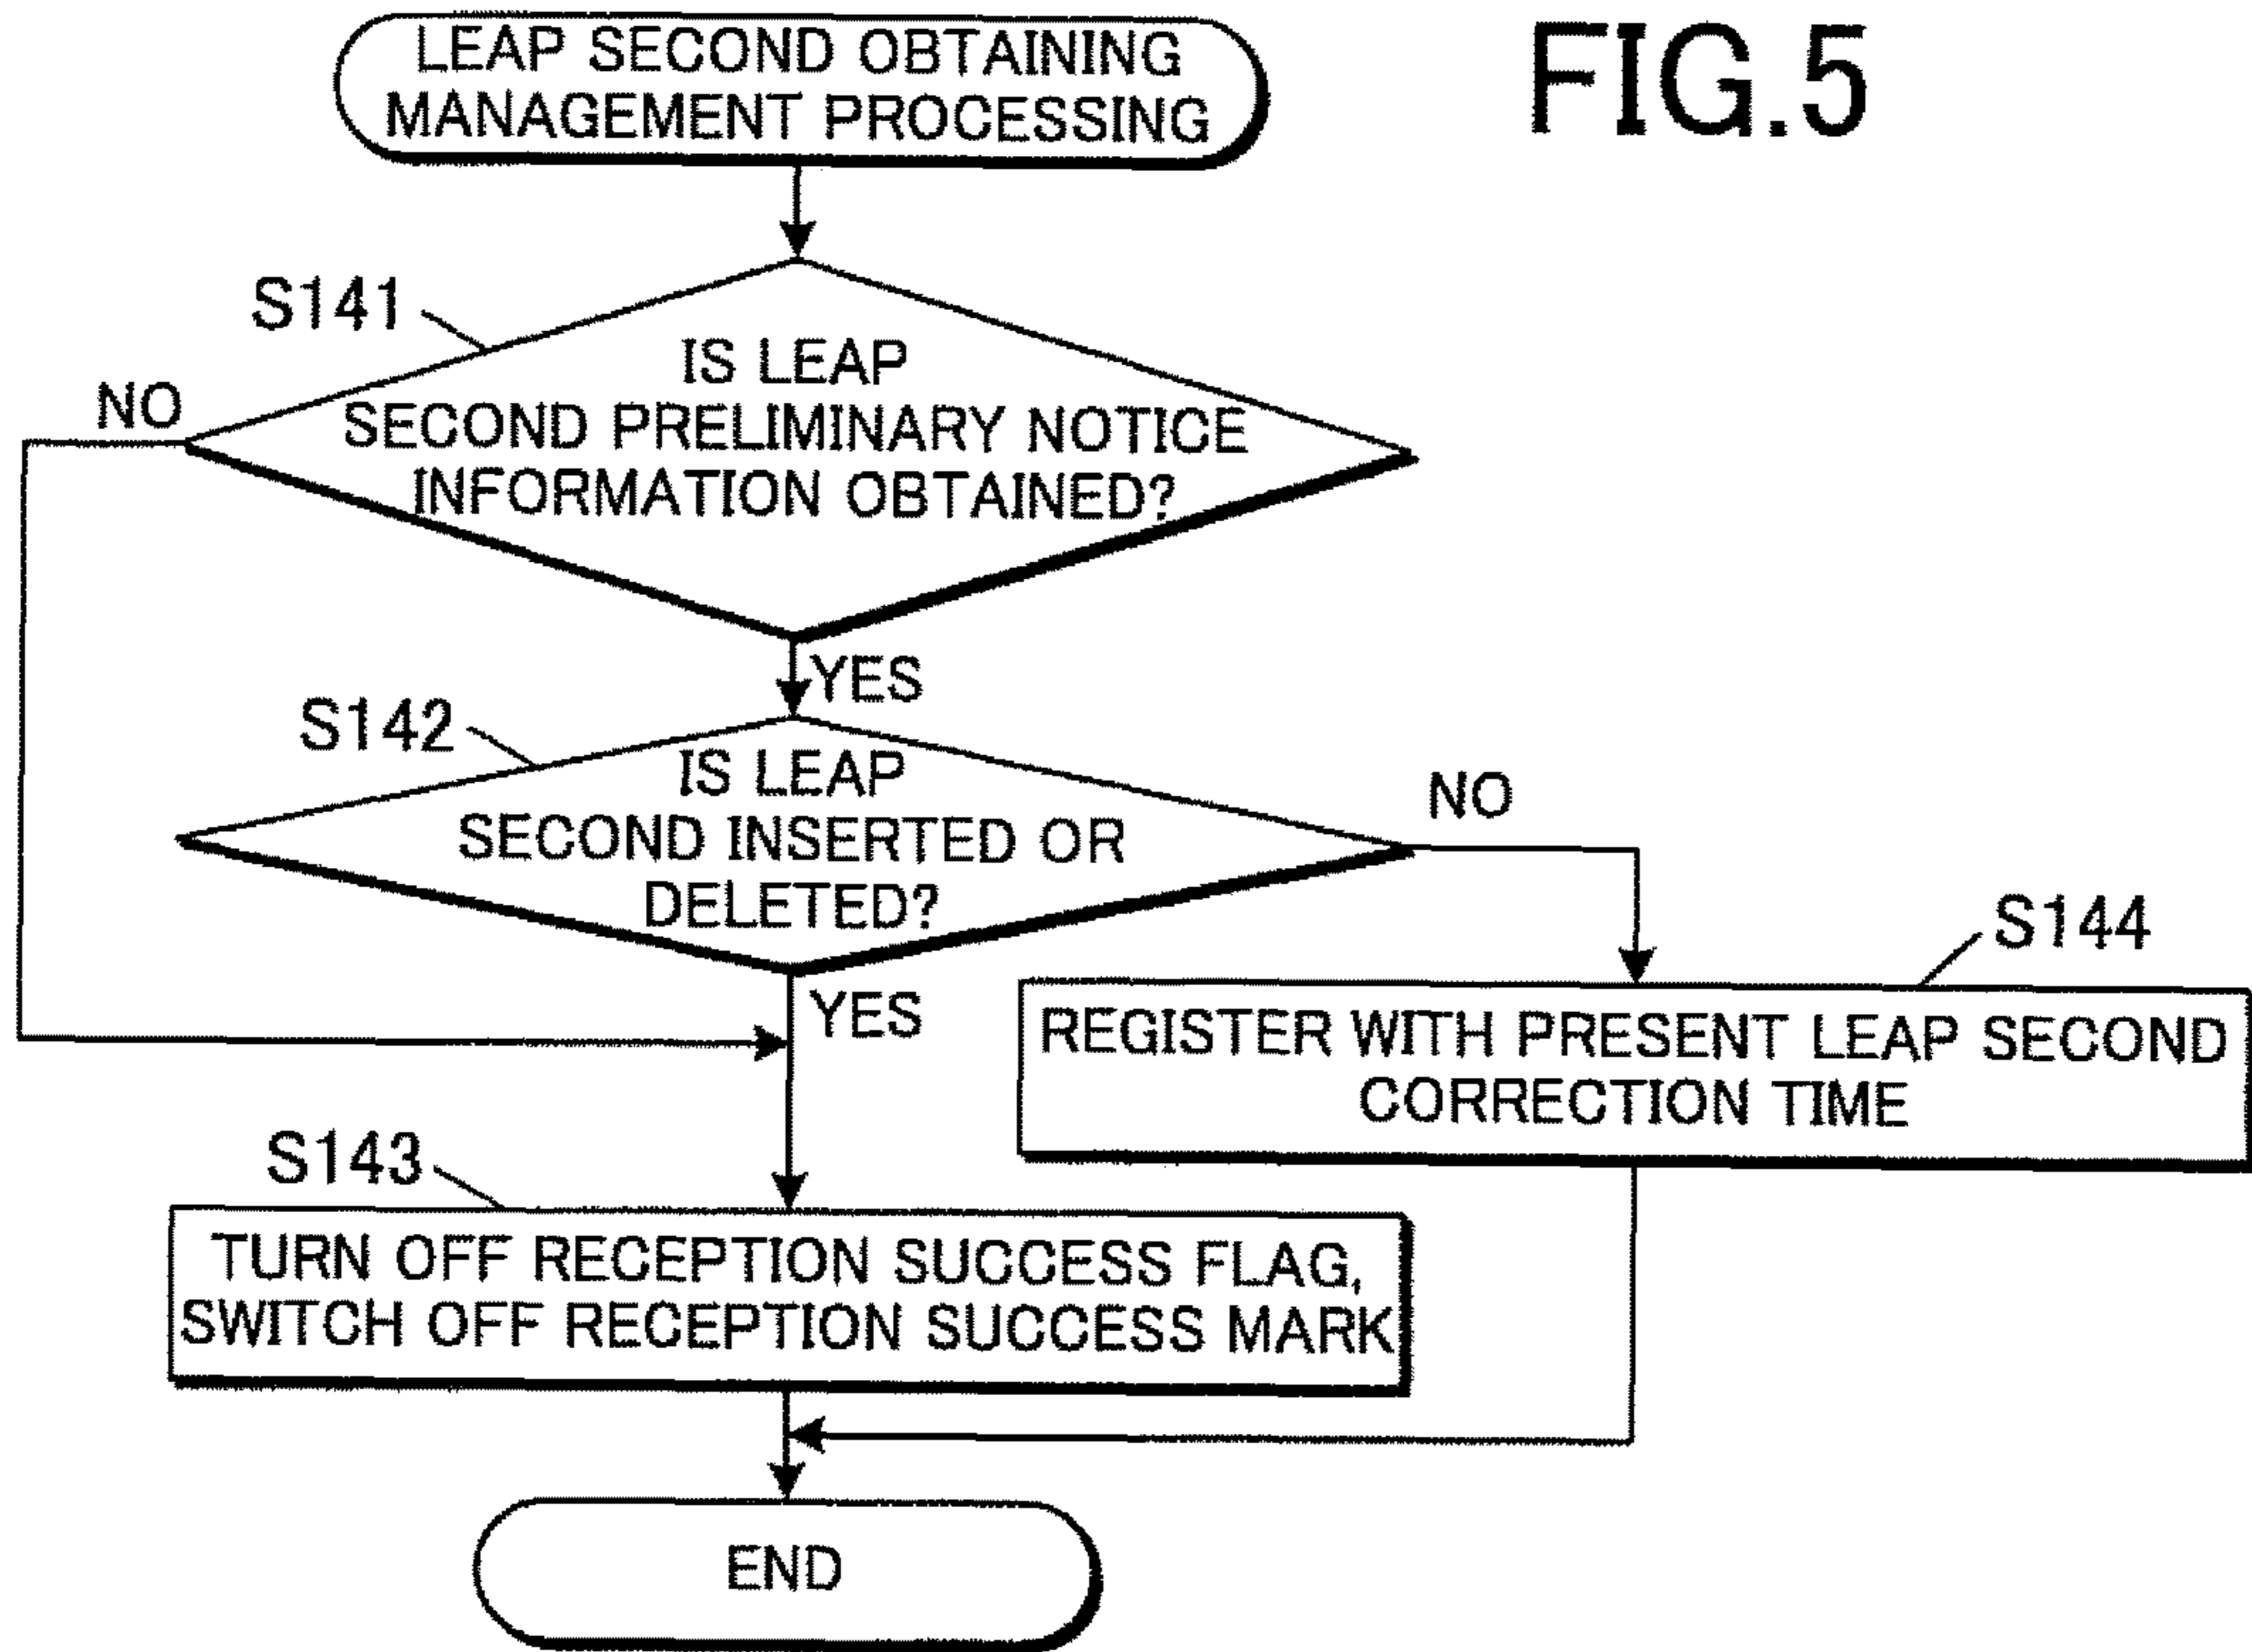 LEAP SECOND OBTAINING
MANAGEMENT PROCESSING
FIG.5
S141
IS LEAP
SECOND PRELIMINARY NOTICE
INFORMATION OBTAINED?
NO
YES
S142
IS LEAP
SECOND INSERTED OR
DELETED?
NO
YES
S144
REGISTER WITH PRESENT LEAP SECOND
CORRECTION TIME
S143
TURN OFF RECEPTION SUCCESS FLAG,
SWITCH OFF RECEPTION SUCCESS MARK
END